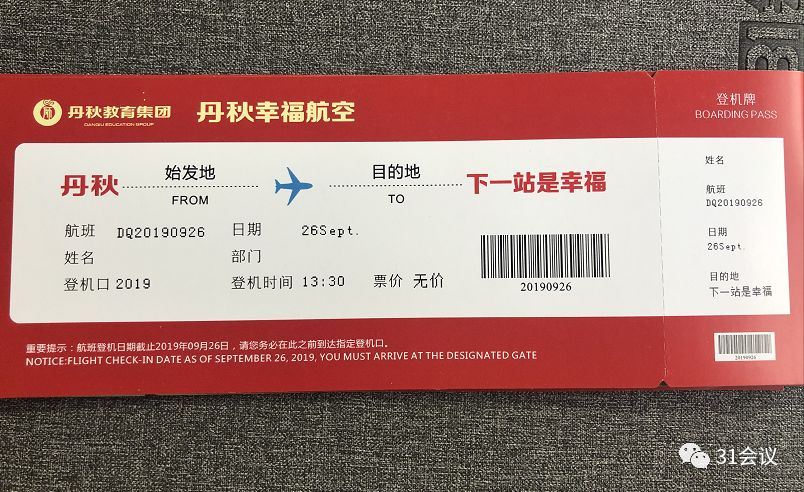 丹秋教育集团
DANQIU EDUCATION GROUP
丹秋幸福航空
丹秋
始发地
FROM
目的地
TO
下一站是幸福
航班 DQ20190926 日期 26Sept.
姓名 部门
登机口 2019 登机时间 13:30 票价 无价
20190926
重要提示：航班登机日期截止2019年09月26日，请您务必在此之前到达指定登机口。
NOTICE:FLIGHT CHECK-IN DATE AS OF SEPTEMBER 26, 2019, YOU MUST ARRIVE AT THE DESIGNATED GATE
登机牌
BOARDING PASS
姓名
航班
DQ20190926
日期
26Sept.
目的地
下一站是幸福
20190926
31会议